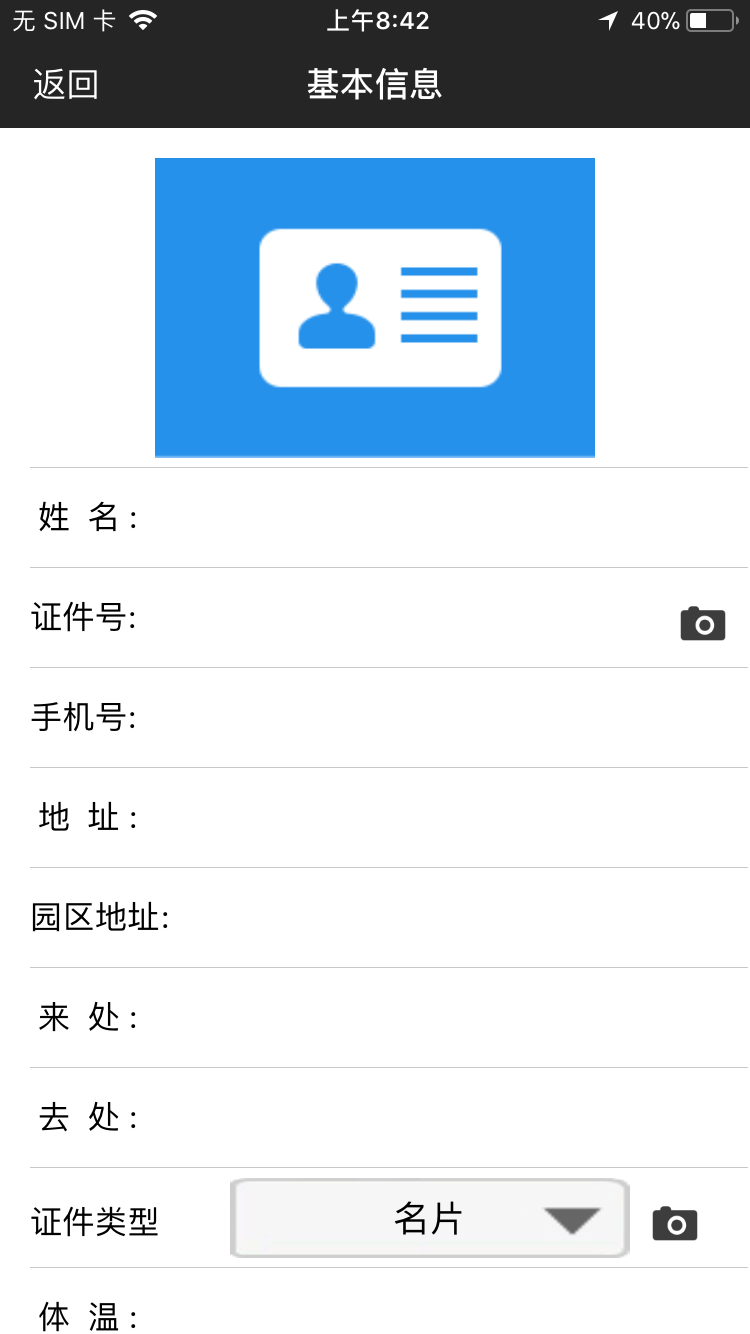 无 SIM 卡 上午8:42 40%
返回 基本信息
姓 名 :
证件号:
手机号:
地 址 :
园区地址:
来 处 :
去 处 :
证件类型 名片
体 温 :